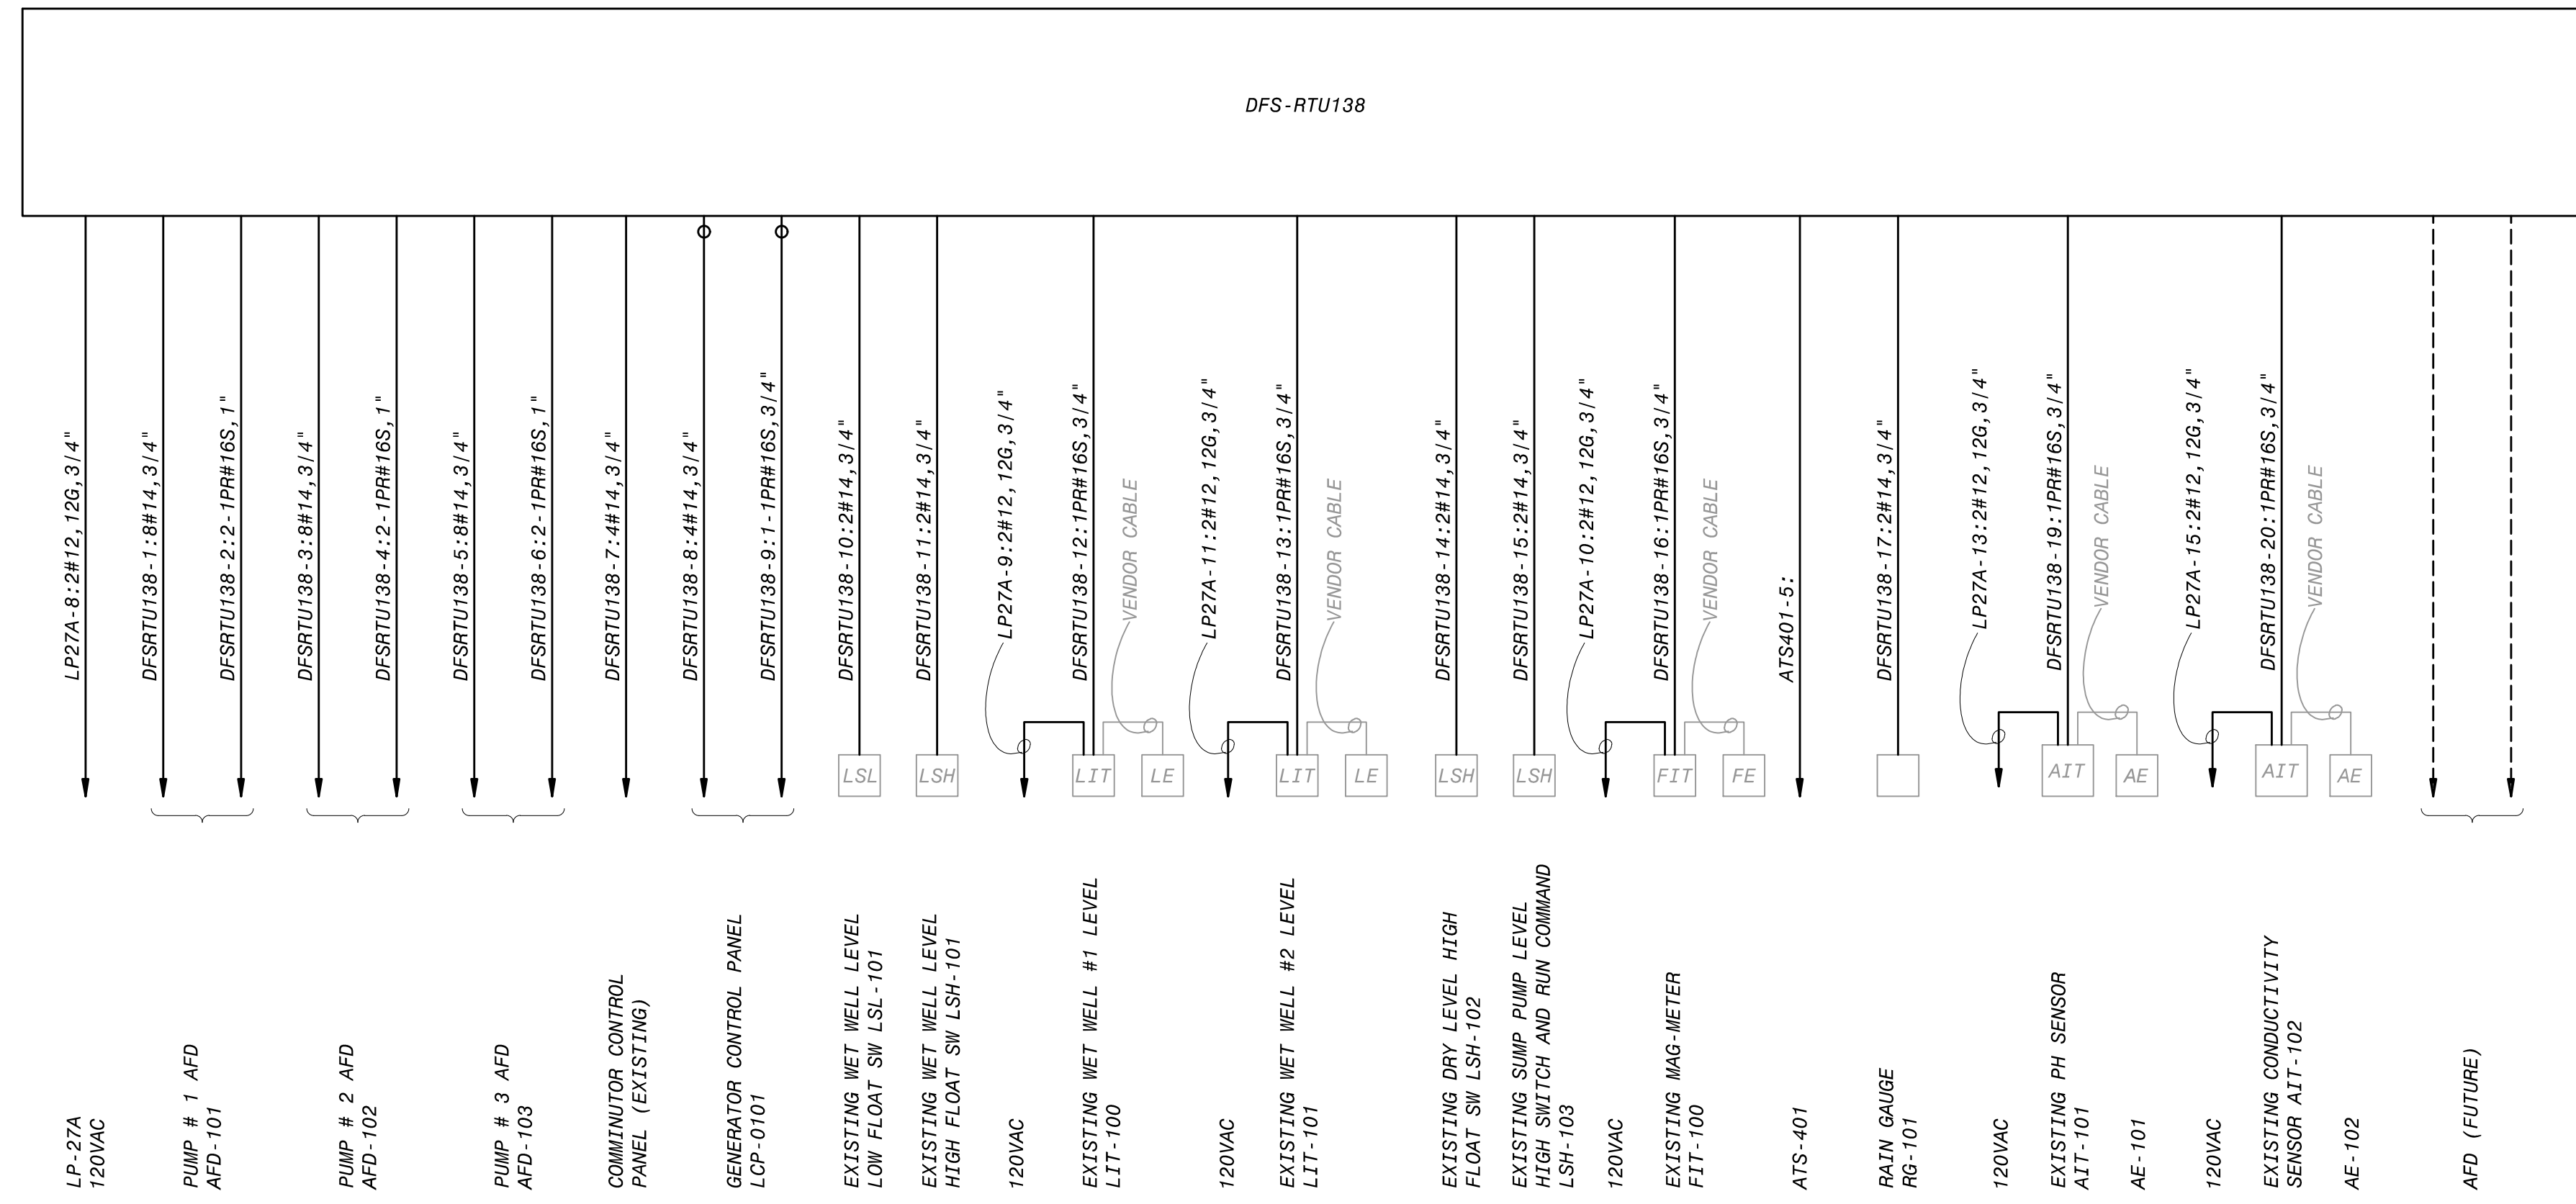 DFS-RTU138
LP27A-8:2#12,12G,3/4"
DFSRTU138-1:8#14,3/4"
DFSRTU138-2:2-1PR#16S,1"
DFSRTU138-3:8#14,3/4"
DFSRTU138-4:2-1PR#16S,1"
DFSRTU138-5:8#14,3/4"
DFSRTU138-6:2-1PR#16S,1"
DFSRTU138-7:4#14,3/4"
DFSRTU138-8:4#14,3/4"
DFSRTU138-9:1-1PR#16S,3/4"
DFSRTU138-10:2#14,3/4"
DFSRTU138-11:2#14,3/4"
LP27A-9:2#12,12G,3/4"
DFSRTU138-12:1PR#16S,3/4"
VENDOR CABLE
LP27A-11:2#12,12G,3/4"
DFSRTU138-13:1PR#16S,3/4"
VENDOR CABLE
DFSRTU138-14:2#14,3/4"
DFSRTU138-15:2#14,3/4"
LP27A-10:2#12,12G,3/4"
DFSRTU138-16:1PR#16S,3/4"
VENDOR CABLE
ATS401-5:
DFSRTU138-17:2#14,3/4"
LP27A-13:2#12,12G,3/4"
DFSRTU138-19:1PR#16S,3/4"
VENDOR CABLE
LP27A-15:2#12,12G,3/4"
DFSRTU138-20:1PR#16S,3/4"
VENDOR CABLE
LSL
LSH
LIT
LE
LIT
LE
LSH
LSH
FIT
FE
AIT
AE
AIT
AE
LP-27A
120VAC
PUMP # 1 AFD
AFD-101
PUMP # 2 AFD
AFD-102
PUMP # 3 AFD
AFD-103
COMMINUTOR CONTROL
PANEL (EXISTING)
GENERATOR CONTROL PANEL
LCP-0101
EXISTING WET WELL LEVEL
LOW FLOAT SW LSL-101
EXISTING WET WELL LEVEL
HIGH FLOAT SW LSH-101
120VAC
EXISTING WET WELL #1 LEVEL
LIT-100
120VAC
EXISTING WET WELL #2 LEVEL
LIT-101
EXISTING DRY LEVEL HIGH
FLOAT SW LSH-102
EXISTING SUMP PUMP LEVEL
HIGH SWITCH AND RUN COMMAND
LSH-103
120VAC
EXISTING MAG-METER
FIT-100
ATS-401
RAIN GAUGE
RG-101
120VAC
EXISTING PH SENSOR
AIT-101
AE-101
120VAC
EXISTING CONDUCTIVITY
SENSOR AIT-102
AE-102
AFD (FUTURE)